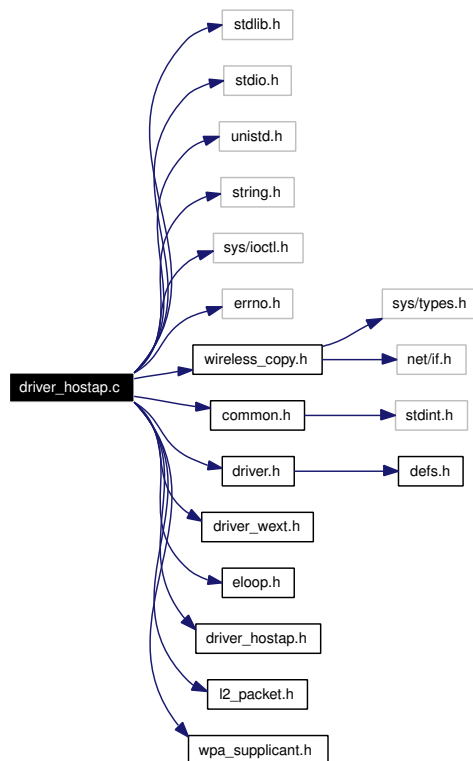 stdlib.h
stdio.h
unistd.h
string.h
sys/ioctl.h
errno.h
sys/types.h
wireless_copy.h
net/if.h
driver_hostap.c
common.h
stdint.h
driver.h
defs.h
driver_wext.h
eloop.h
driver_hostap.h
l2_packet.h
wpa_supplicant.h